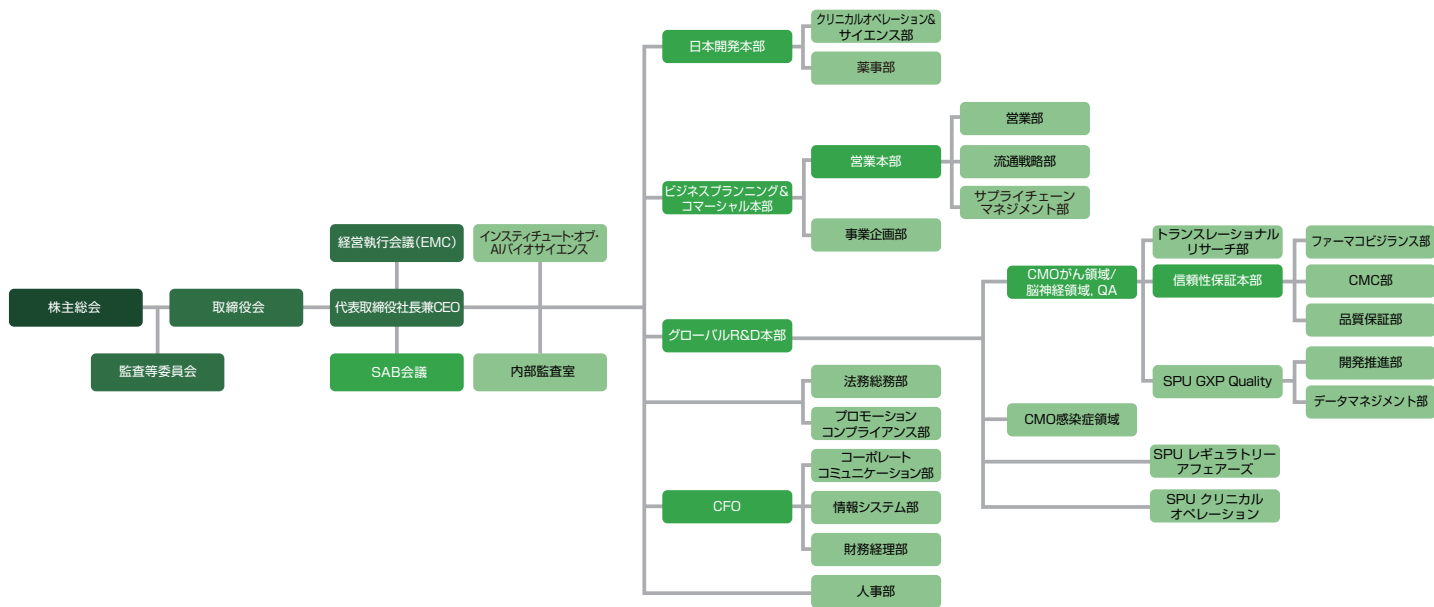 株主総会
取締役会
監査等委員会
経営執行会議(EMC)
代表取締役社長兼CEO
SAB会議
インスティチュート・オブ・
AIバイオサイエンス
内部監査室
日本開発本部
クリニカルオペレーション&
サイエンス部
薬事部
ビジネスプランニング&
コマーシャル本部
営業本部
営業部
流通戦略部
サプライチェーン
マネジメント部
事業企画部
グローバルR&D本部
CMOがん領域/
脳神経領域, QA
トランスレーショナル
リサーチ部
信頼性保証本部
ファーマコビジランス部
CMC部
品質保証部
SPU GXP Quality
開発推進部
データマネジメント部
CMO感染症領域
SPU レギュラトリー
アフェアーズ
SPU クリニカル
オペレーション
法務総務部
プロモーション
コンプライアンス部
CFO
コーポレート
コミュニケーション部
情報システム部
財務経理部
人事部